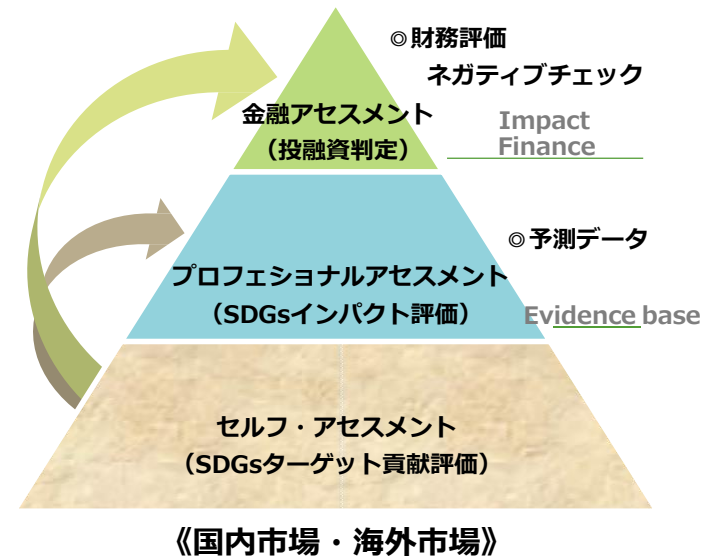 ◎財務評価
ネガティブチェック
金融アセスメント
（投融資判定）
Impact
Finance
◎予測データ
プロフェショナルアセスメント
（SDGsインパクト評価）
Evidence base
セルフ・アセスメント
（SDGsターゲット貢献評価）
《国内市場・海外市場》